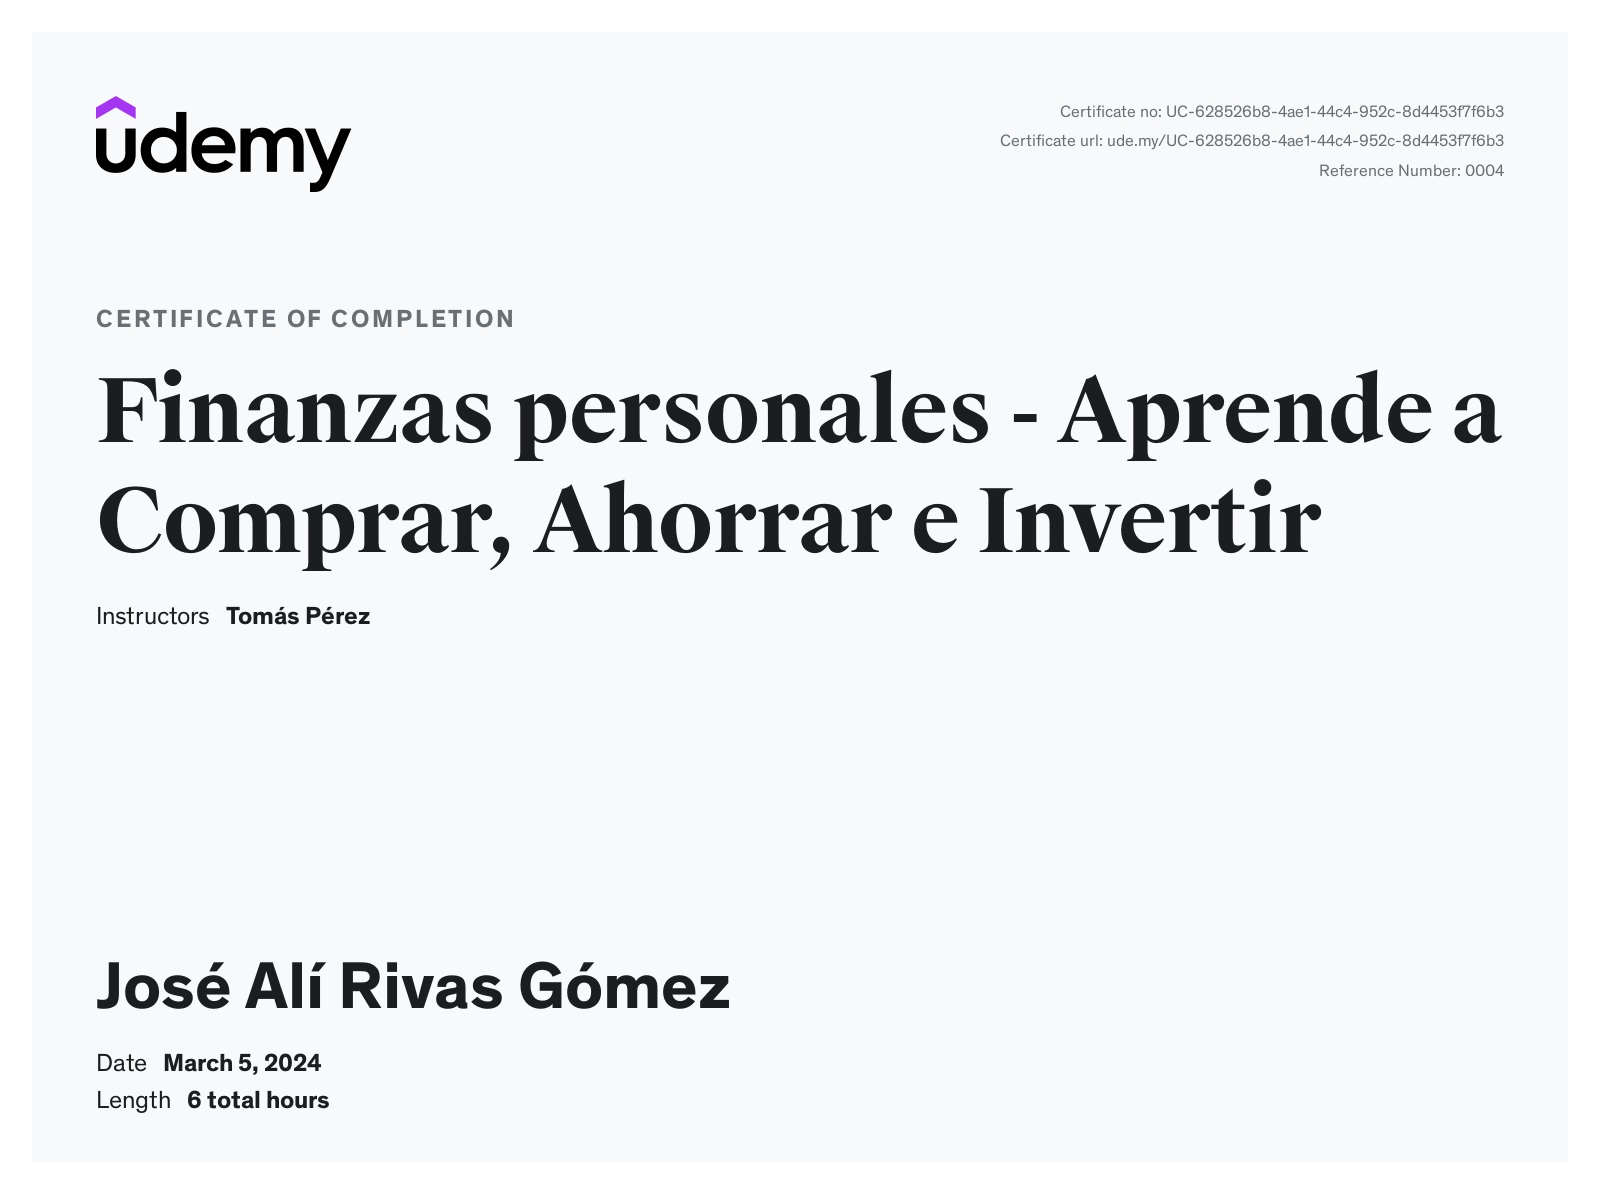 udemy
Certificate no: UC-628526b8-4ae1-44c4-952c-8d4453f7f6b3
Certificate url: ude.my/UC-628526b8-4ae1-44c4-952c-8d4453f7f6b3
Reference Number: 0004
CERTIFICATE OF COMPLETION
Finanzas personales - Aprende a
Comprar, Ahorrar e Invertir
Instructors Tomás Pérez
José Alí Rivas Gómez
Date March 5, 2024
Length 6 total hours